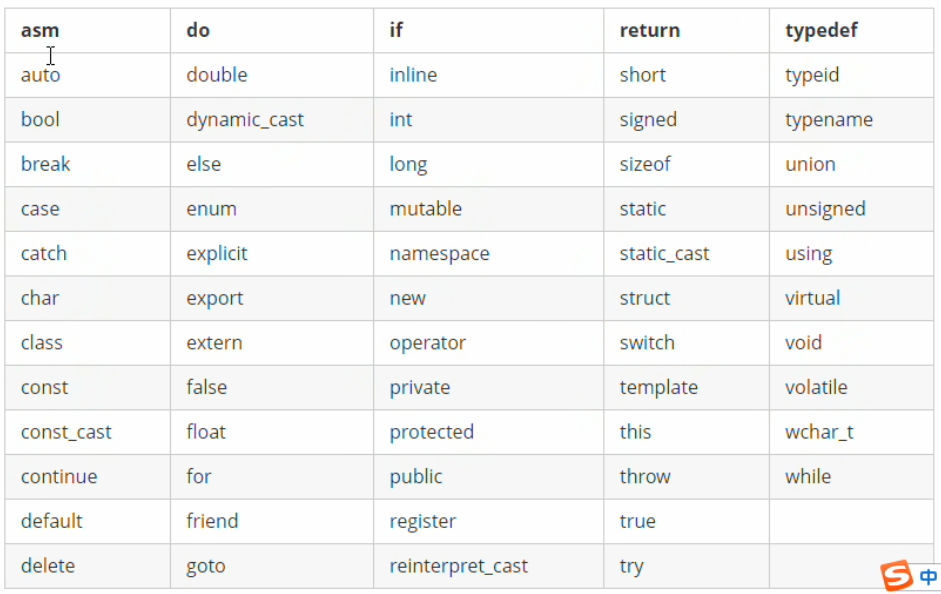 asm do if return typedef
auto double inline short typeid
bool dynamic_cast int signed typename
break else long sizeof union
case enum mutable static unsigned
catch explicit namespace static_cast using
char export new struct virtual
class extern operator switch void
const false private template volatile
const_cast float protected this wchar_t
continue for public throw while
default friend register true
delete goto reinterpret_cast try
S 中